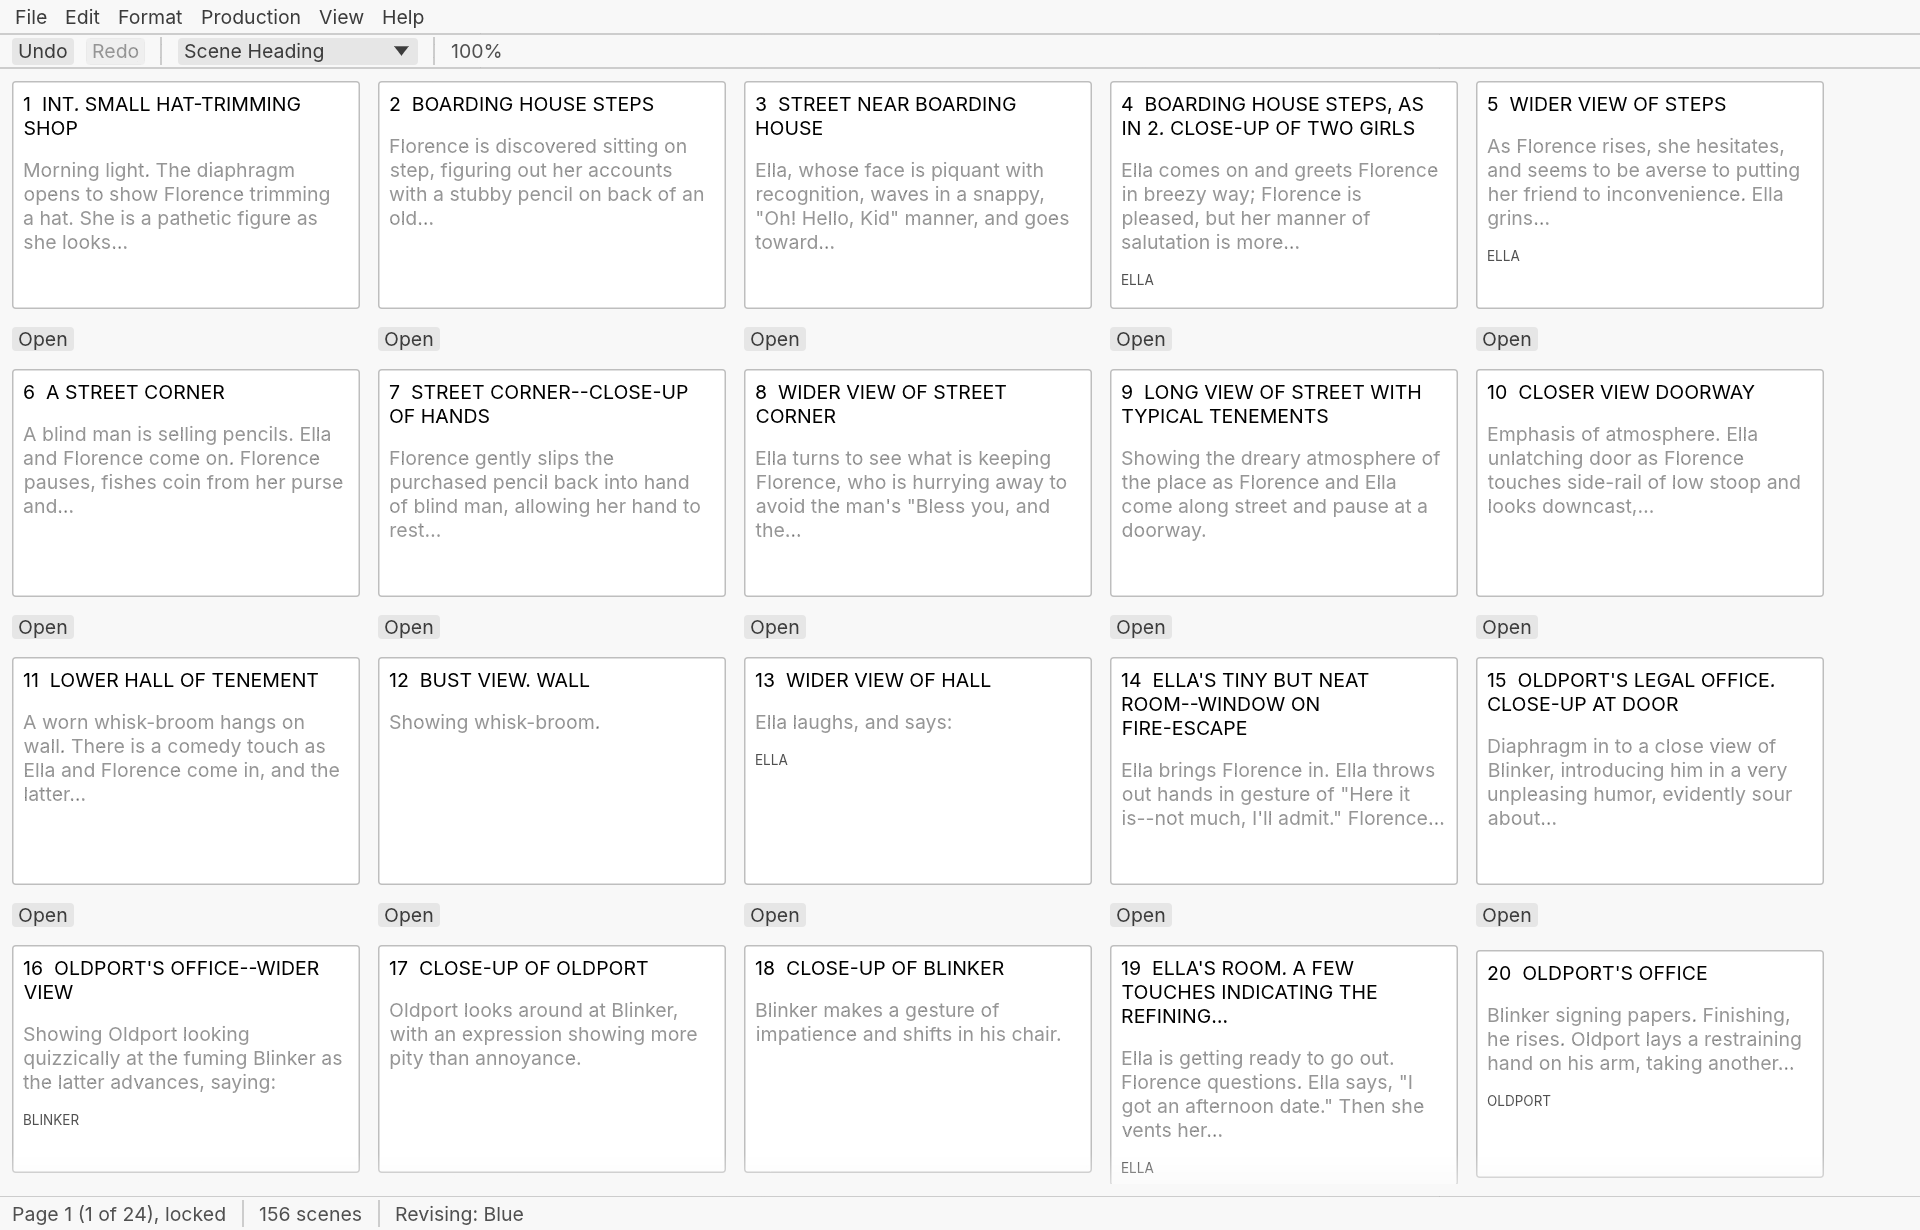 File Edit Format Production View Help
Undo Redo Scene Heading 100%
1 INT. SMALL HAT-TRIMMING
SHOP
Morning light. The diaphragm
opens to show Florence trimming
a hat. She is a pathetic figure as
she looks...
Open
2 BOARDING HOUSE STEPS
Florence is discovered sitting on
step, figuring out her accounts
with a stubby pencil on back of an
old...
Open
3 STREET NEAR BOARDING
HOUSE
Ella, whose face is piquant with
recognition, waves in a snappy,
"Oh! Hello, Kid" manner, and goes
toward...
Open
4 BOARDING HOUSE STEPS, AS
IN 2. CLOSE-UP OF TWO GIRLS
Ella comes on and greets Florence
in breezy way; Florence is
pleased, but her manner of
salutation is more...
ELLA
Open
5 WIDER VIEW OF STEPS
As Florence rises, she hesitates,
and seems to be averse to putting
her friend to inconvenience. Ella
grins...
ELLA
Open
6 A STREET CORNER
A blind man is selling pencils. Ella
and Florence come on. Florence
pauses, fishes coin from her purse
and...
Open
7 STREET CORNER--CLOSE-UP
OF HANDS
Florence gently slips the
purchased pencil back into hand
of blind man, allowing her hand to
rest...
Open
8 WIDER VIEW OF STREET
CORNER
Ella turns to see what is keeping
Florence, who is hurrying away to
avoid the man's "Bless you, and
the...
Open
9 LONG VIEW OF STREET WITH
TYPICAL TENEMENTS
Showing the dreary atmosphere of
the place as Florence and Ella
come along street and pause at a
doorway.
Open
10 CLOSER VIEW DOORWAY
Emphasis of atmosphere. Ella
unlatching door as Florence
touches side-rail of low stoop and
looks downcast,...
Open
11 LOWER HALL OF TENEMENT
A worn whisk-broom hangs on
wall. There is a comedy touch as
Ella and Florence come in, and the
latter...
Open
12 BUST VIEW. WALL
Showing whisk-broom.
Open
13 WIDER VIEW OF HALL
Ella laughs, and says:
ELLA
Open
14 ELLA'S TINY BUT NEAT
ROOM--WINDOW ON
FIRE-ESCAPE
Ella brings Florence in. Ella throws
out hands in gesture of "Here it
is--not much, I'll admit." Florence...
Open
15 OLDPORT'S LEGAL OFFICE.
CLOSE-UP AT DOOR
Diaphragm in to a close view of
Blinker, introducing him in a very
unpleasing humor, evidently sour
about...
Open
16 OLDPORT'S OFFICE--WIDER
VIEW
Showing Oldport looking
quizzically at the fuming Blinker as
the latter advances, saying:
BLINKER
17 CLOSE-UP OF OLDPORT
Oldport looks around at Blinker,
with an expression showing more
pity than annoyance.
18 CLOSE-UP OF BLINKER
Blinker makes a gesture of
impatience and shifts in his chair.
19 ELLA'S ROOM. A FEW
TOUCHES INDICATING THE
REFINING...
Ella is getting ready to go out.
Florence questions. Ella says, "I
got an afternoon date." Then she
vents her...
ELLA
20 OLDPORT'S OFFICE
Blinker signing papers. Finishing,
he rises. Oldport lays a restraining
hand on his arm, taking another...
OLDPORT
Page 1 (1 of 24), locked 156 scenes Revising: Blue